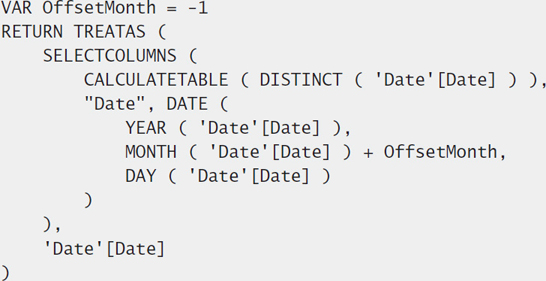 VAR OffsetMonth = -1
RETURN TREATAS (
    SELECTCOLUMNS (
        CALCULATETABLE ( DISTINCT ( 'Date'[Date] ) ),
        "Date", DATE (
            YEAR ( 'Date'[Date] ),
            MONTH ( 'Date'[Date] ) + OffsetMonth,
            DAY ( 'Date'[Date] )
        )
    ),
    'Date'[Date]
)